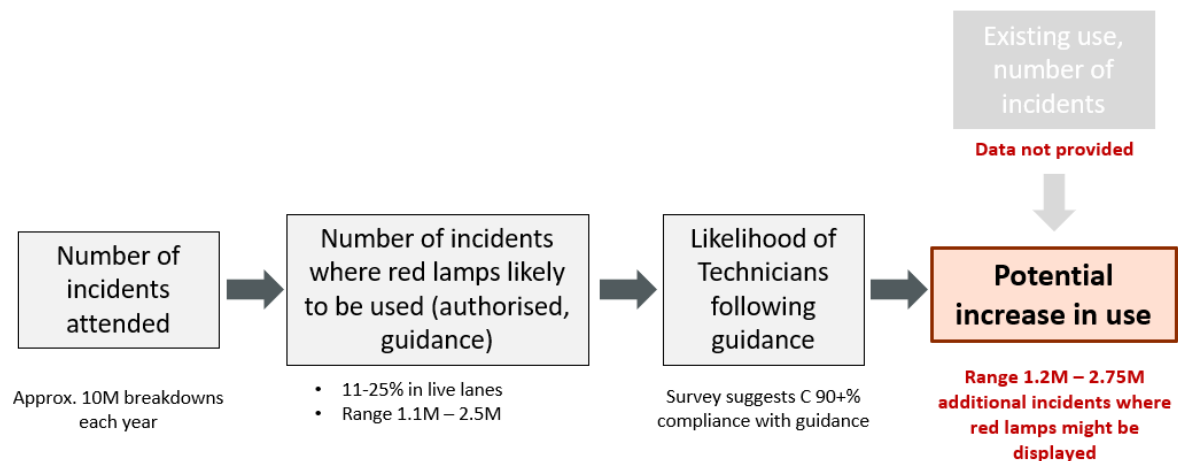 Existing use,
number of
incidents
Data not provided
Number of
incidents
attended
Number of incidents
where red lamps likely
to be used (authorised,
guidance)
Likelihood of
Technicians
following
guidance
Potential
increase in use
Approx. 10M breakdowns
each year
• 11-25% in live lanes
• Range 1.1M – 2.5M
Survey suggests C 90+%
compliance with guidance
Range 1.2M – 2.75M
additional incidents where
red lamps might be
displayed